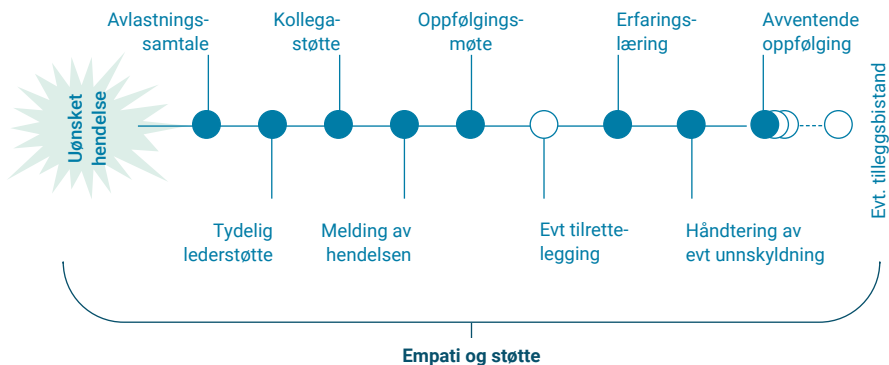 Avlastnings-
samtale
Kollega-
støtte
Oppfølgings-
møte
Erfarings-
læring
Avventende
oppfølging
Uønsket
hendelse
Evt. tilleggsbistand
Tydelig
lederstøtte
Melding av
hendelsen
Evt tilrette-
legging
Håndtering av
evt unnskyldning
Empati og støtte